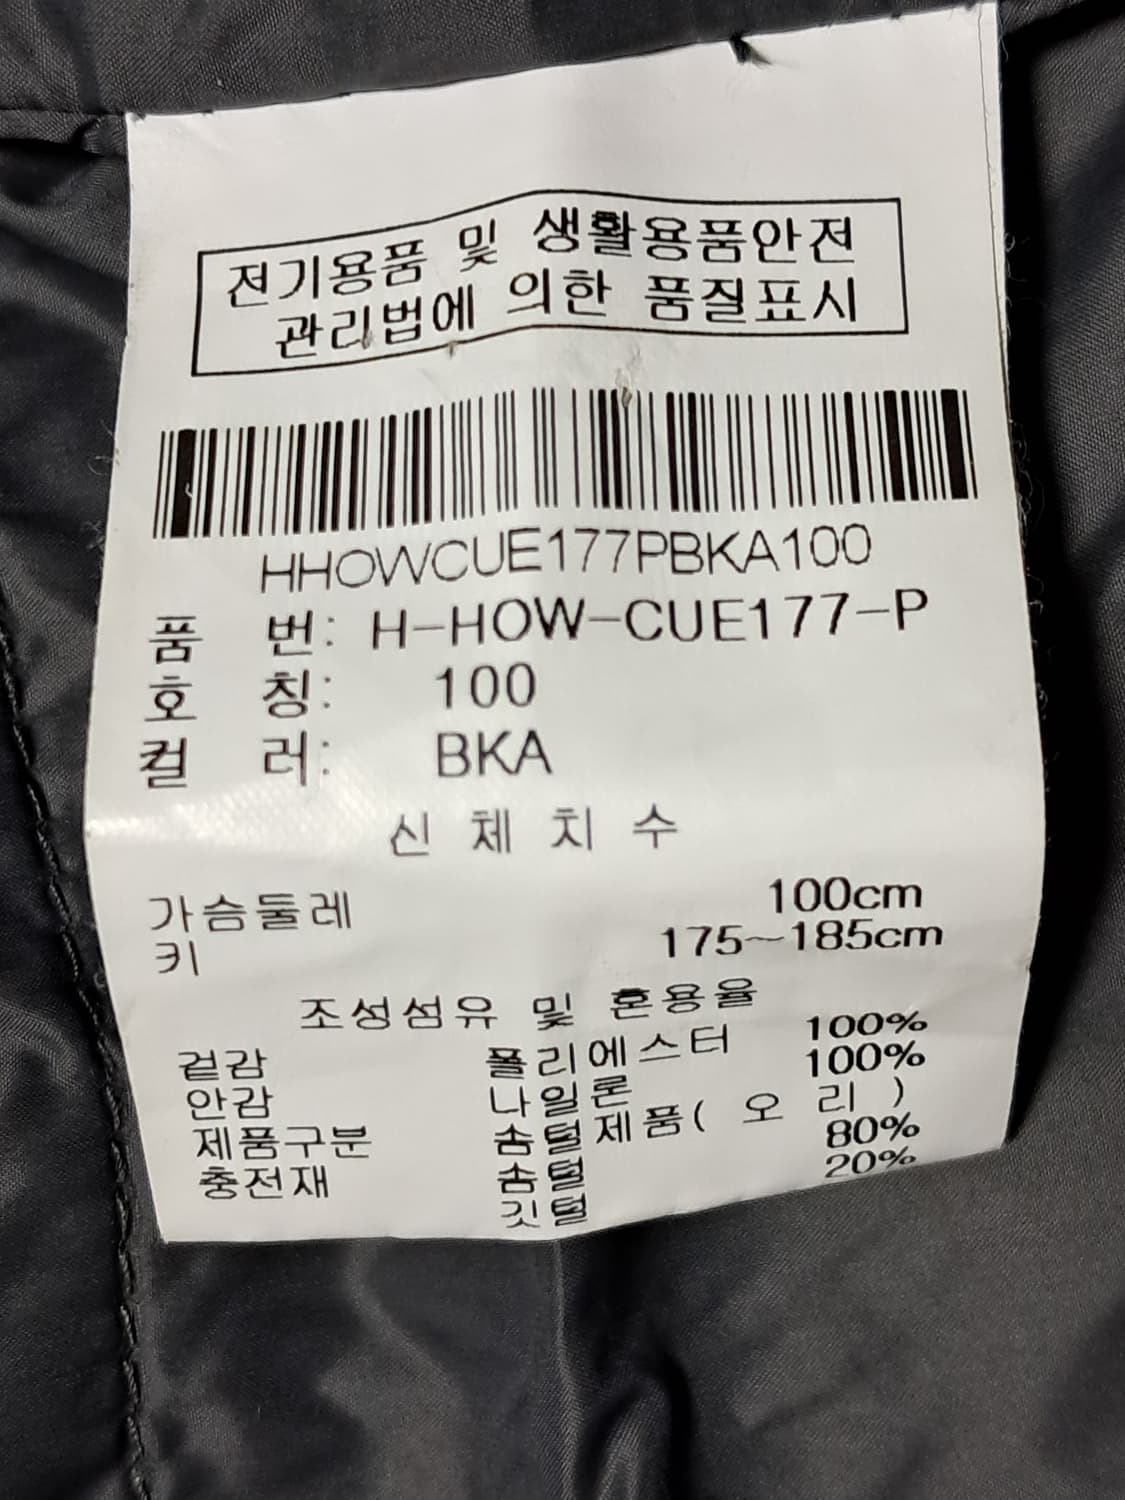 전기용품 및 생활용품안전
관리법에 의한 품질표시
HHOWCUE177PBKA100
품 번: H-HOW-CUE177-P
호 칭: 100
컬 러: BKA
신 체 치 수
가슴둘레 100cm
키 175~185cm
조성섬유 및 혼용율
겉감 폴리에스터 100%
안감 나일론 100%
제품구분 솜털제품( 오 리 )
충전재 솜털 80%
깃털 20%